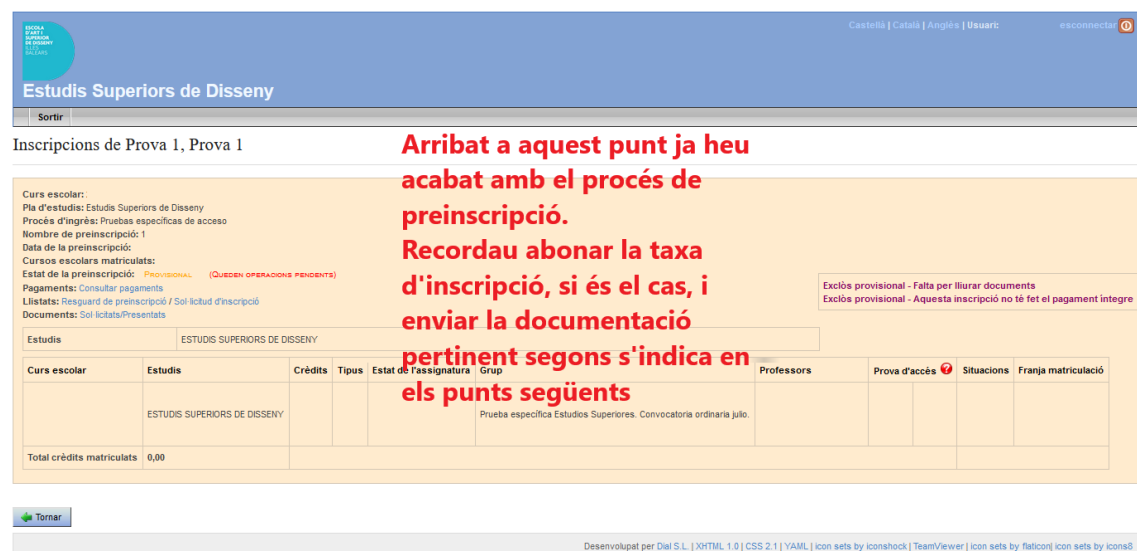 ESCOLA
D'ART I
SUPERIOR
DE DISSENY
ILLES
BALEARS
Castellà | Català | Anglès | Usuari: esconnectar
Estudis Superiors de Disseny
Sortir
Inscripcions de Prova 1, Prova 1
Arribat a aquest punt ja heu
acabat amb el procés de
preinscripció.
Recordau abonar la taxa
d'inscripció, si és el cas, i
enviar la documentació
pertinent segons s'indica en
els punts següents
Curs escolar:
Pla d'estudis: Estudis Superiors de Disseny
Procès d'ingrès: Pruebas específicas de acceso
Nombre de preinscripció: 1
Data de la preinscripció:
Cursos escolars matriculats:
Estat de la preinscripció: PROVISIONAL (QUEDEN OPERACIONS PENDENTS)
Pagaments: Consultar pagaments
Llistats: Resguard de preinscripció / Sol·licitud d'inscripció
Documents: Sol·licitats/Presentats
Exclòs provisional - Falta per lliurar documents
Exclòs provisional - Aquesta inscripció no té fet el pagament íntegre
Estudis ESTUDIS SUPERIORS DE DISSENY
Curs escolar Estudis Crèdits Tipus Estat de l'assignatura Grup Professors Prova d'accés ? Situacions Franja matriculació
ESTUDIS SUPERIORS DE DISSENY Prueba específica Estudios Superiores. Convocatoria ordinaria julio.
Total crèdits matriculats 0,00
Tornar
Desenvolupat per Dial S.L. | XHTML 1.0 | CSS 2.1 | YAML | icon sets by iconshock | TeamViewer | icon sets by flaticon| icon sets by icons8